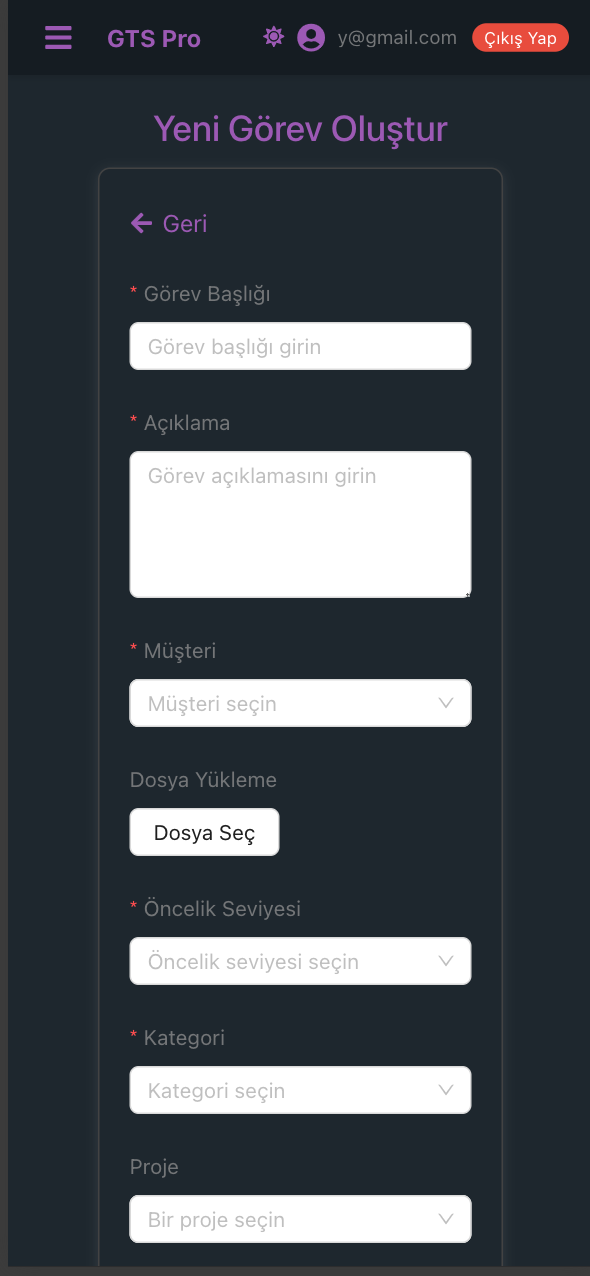 GTS Pro
y@gmail.com
Çıkış Yap
Yeni Görev Oluştur
Geri
* Görev Başlığı
Görev başlığı girin
* Açıklama
Görev açıklamasını girin
* Müşteri
Müşteri seçin
Dosya Yükleme
Dosya Seç
* Öncelik Seviyesi
Öncelik seviyesi seçin
* Kategori
Kategori seçin
Proje
Bir proje seçin